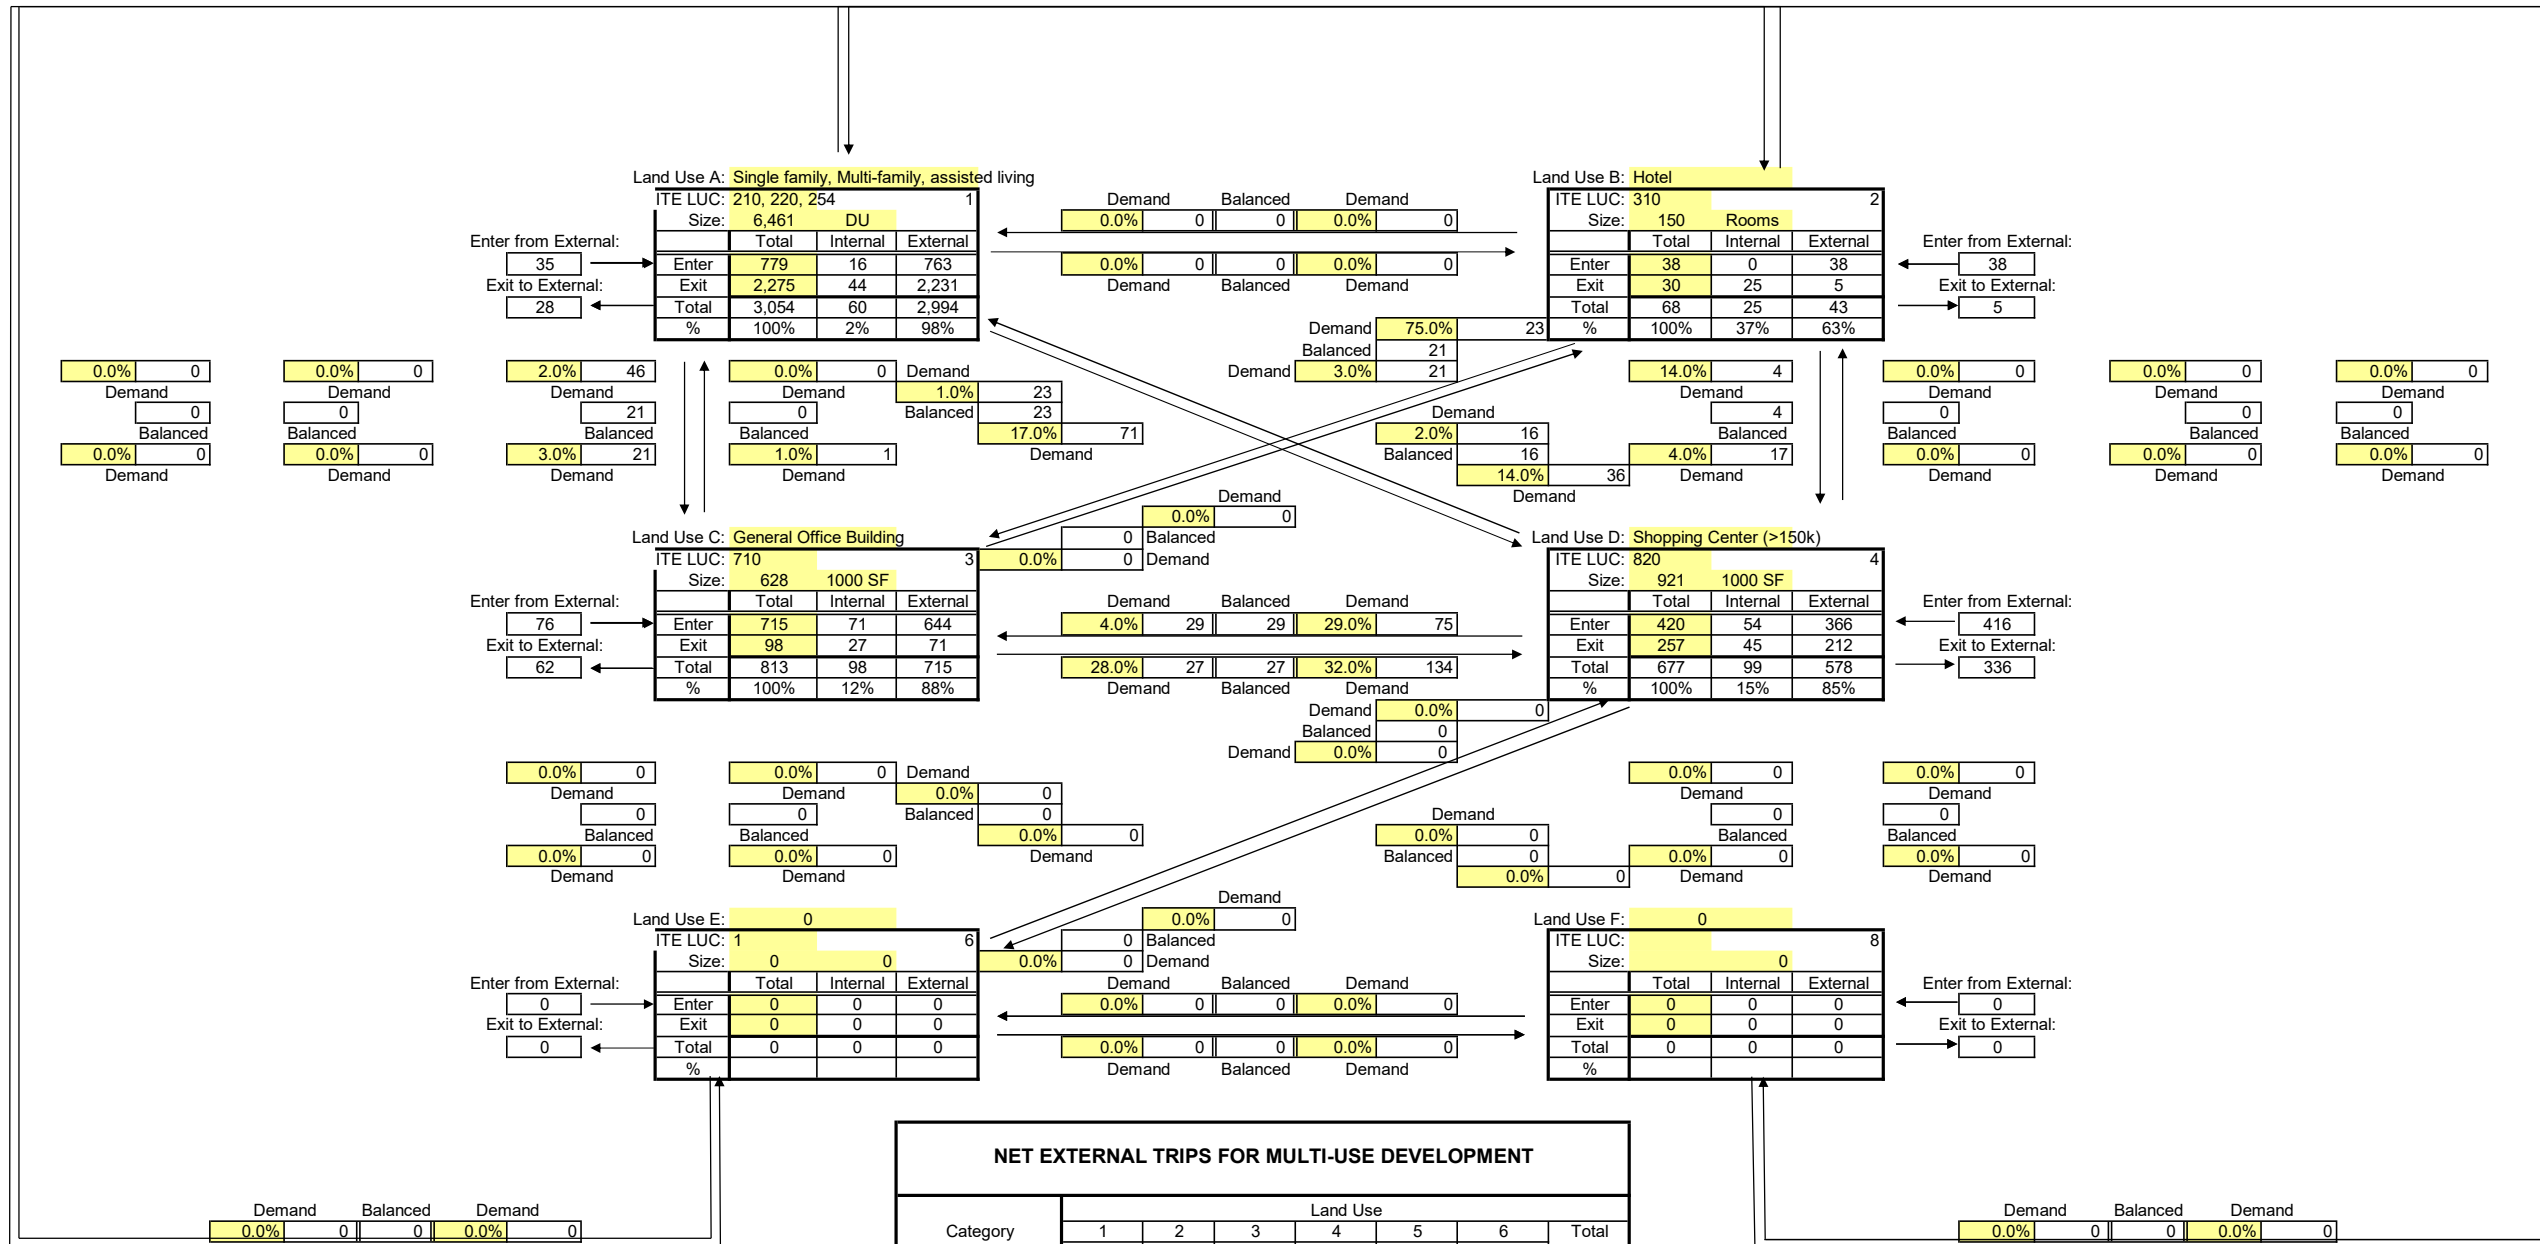 Land Use A: Single family, Multi-family, assisted living Land Use B: Hotel
ITE LUC: 210, 220, 254 1 Demand Balanced Demand ITE LUC: 310 2
Size: 6,461 DU 0.0% 0 0 0.0% 0 Size: 150 Rooms
Enter from External: Total Internal External Total Internal External Enter from External:
35 Enter 779 16 763 0.0% 0 0 0.0% 0 Enter 38 0 38 38
Exit to External: Exit 2,275 44 2,231 Demand Balanced Demand Exit 30 25 5 Exit to External:
28 Total 3,054 60 2,994 Total 68 25 43 5
% 100% 2% 98% Demand 75.0% 23 % 100% 37% 63%
Balanced 21
0.0% 0 0.0% 0 2.0% 46 0.0% 0 Demand Demand 3.0% 21 14.0% 4 0.0% 0 0.0% 0 0.0% 0
Demand Demand Demand Demand 1.0% 23 Demand Demand Demand Demand
0 0 21 0 Balanced 23 Demand 4 0 0 0
Balanced Balanced Balanced Balanced 17.0% 71 2.0% 16 Balanced Balanced Balanced Balanced
0.0% 0 0.0% 0 3.0% 21 1.0% 1 Demand Balanced 16 4.0% 17 0.0% 0 0.0% 0 0.0% 0
Demand Demand Demand Demand 14.0% 36 Demand Demand Demand Demand
Demand Demand
0.0% 0
Land Use C: General Office Building 0 Balanced Land Use D: Shopping Center (>150k)
ITE LUC: 710 3 0.0% 0 Demand ITE LUC: 820 4
Size: 628 1000 SF Size: 921 1000 SF
Enter from External: Total Internal External Demand Balanced Demand Total Internal External Enter from External:
76 Enter 715 71 644 4.0% 29 29 29.0% 75 Enter 420 54 366 416
Exit to External: Exit 98 27 71 Exit 257 45 212 Exit to External:
62 Total 813 98 715 28.0% 27 27 32.0% 134 Total 677 99 578 336
% 100% 12% 88% Demand Balanced Demand % 100% 15% 85%
Demand 0.0% 0
Balanced 0
Demand 0.0% 0
0.0% 0 0.0% 0 Demand 0.0% 0 0.0% 0
Demand Demand 0.0% 0 Demand Demand
0 0 Balanced 0 Demand 0 0
Balanced Balanced 0.0% 0 0.0% 0 Balanced Balanced
0.0% 0 0.0% 0 Demand Balanced 0 0.0% 0 0.0% 0
Demand Demand 0.0% 0 Demand Demand
Demand
Land Use E: 0 0.0% 0 Land Use F: 0
ITE LUC: 1 6 0 Balanced ITE LUC: 8
Size: 0 0 0.0% 0 Demand Size: 0
Enter from External: Total Internal External Demand Balanced Demand Total Internal External Enter from External:
0 Enter 0 0 0 0.0% 0 0 0.0% 0 Enter 0 0 0 0
Exit to External: Exit 0 0 0 Exit 0 0 0 Exit to External:
0 Total 0 0 0 0.0% 0 0 0.0% 0 Total 0 0 0 0
% Demand Balanced Demand %
NET EXTERNAL TRIPS FOR MULTI-USE DEVELOPMENT
Demand Balanced Demand Land Use Demand Balanced Demand
0.0% 0 0 0.0% 0 Category 1 2 3 4 5 6 Total 0.0% 0 0 0.0% 0